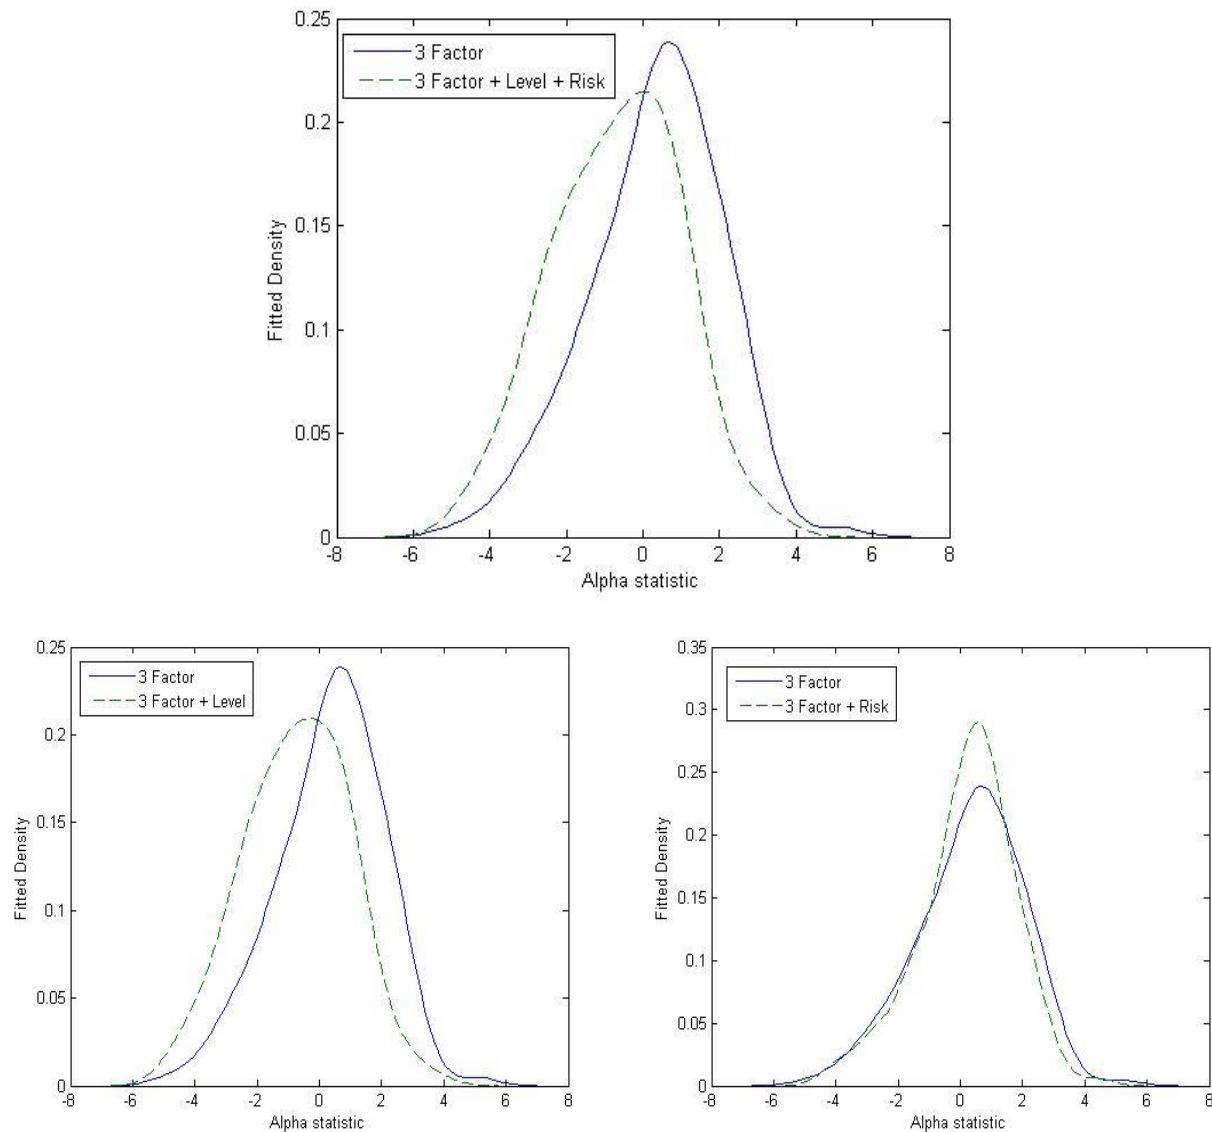 0.25
3 Factor
3 Factor + Level + Risk
0.2
0.15
0.1
0.05
0
Fitted Density
-8 -6 -4 -2 0 2 4 6 8
Alpha statistic
0.25
3 Factor
3 Factor + Level
0.2
0.15
0.1
0.05
0
Fitted Density
-8 -6 -4 -2 0 2 4 6 8
Alpha statistic
0.35
3 Factor
3 Factor + Risk
0.3
0.25
0.2
0.15
0.1
0.05
0
Fitted Density
-8 -6 -4 -2 0 2 4 6 8
Alpha statistic